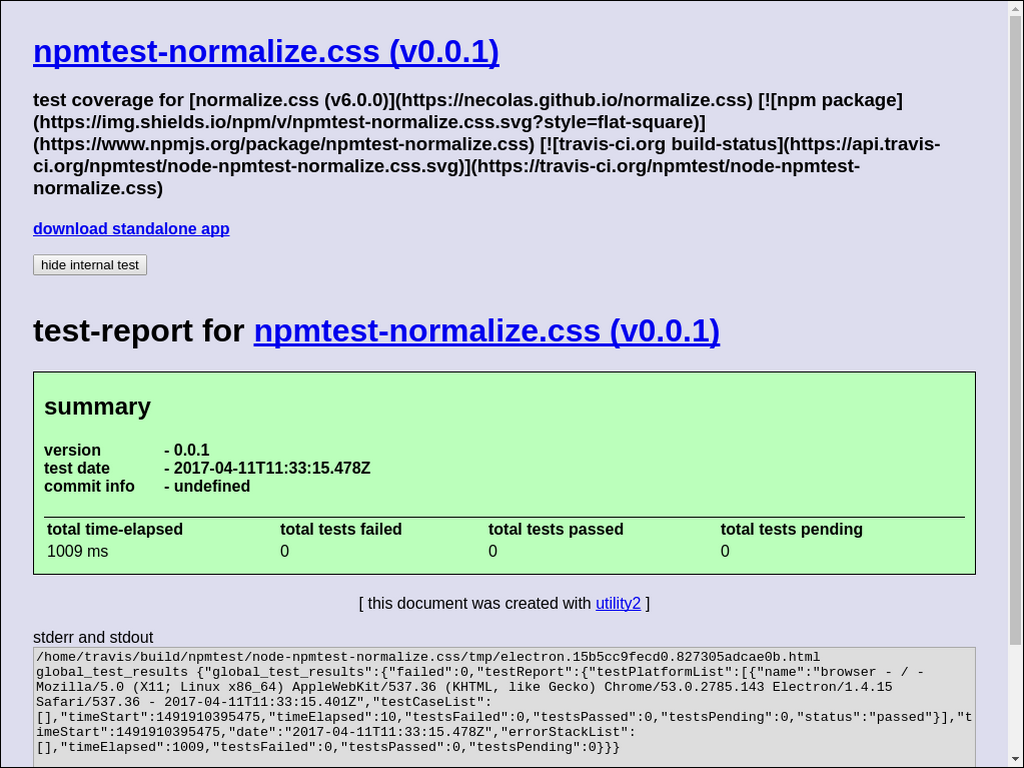 npmtest-normalize.css (v0.0.1)
test coverage for [normalize.css (v6.0.0)](https://necolas.github.io/normalize.css) [![npm package]
(https://img.shields.io/npm/v/npmtest-normalize.css.svg?style=flat-square)]
(https://www.npmjs.org/package/npmtest-normalize.css) [![travis-ci.org build-status](https://api.travis-
ci.org/npmtest/node-npmtest-normalize.css.svg)](https://travis-ci.org/npmtest/node-npmtest-
normalize.css)
download standalone app
hide internal test
test-report for npmtest-normalize.css (v0.0.1)
summary
version - 0.0.1
test date - 2017-04-11T11:33:15.478Z
commit info - undefined
total time-elapsed total tests failed total tests passed total tests pending
1009 ms 0 0 0
[ this document was created with utility2 ]
stderr and stdout
/home/travis/build/npmtest/node-npmtest-normalize.css/tmp/electron.15b5cc9fecd0.827305adcae0b.html
global_test_results {"global_test_results":{"failed":0,"testReport":{"testPlatformList":[{"name":"browser - / -
Mozilla/5.0 (X11; Linux x86_64) AppleWebKit/537.36 (KHTML, like Gecko) Chrome/53.0.2785.143 Electron/1.4.15
Safari/537.36 - 2017-04-11T11:33:15.401Z","testCaseList":
[],"timeStart":1491910395475,"timeElapsed":10,"testsFailed":0,"testsPassed":0,"testsPending":0,"status":"passed"}],"t
imeStart":1491910395475,"date":"2017-04-11T11:33:15.478Z","errorStackList":
[],"timeElapsed":1009,"testsFailed":0,"testsPassed":0,"testsPending":0}}}